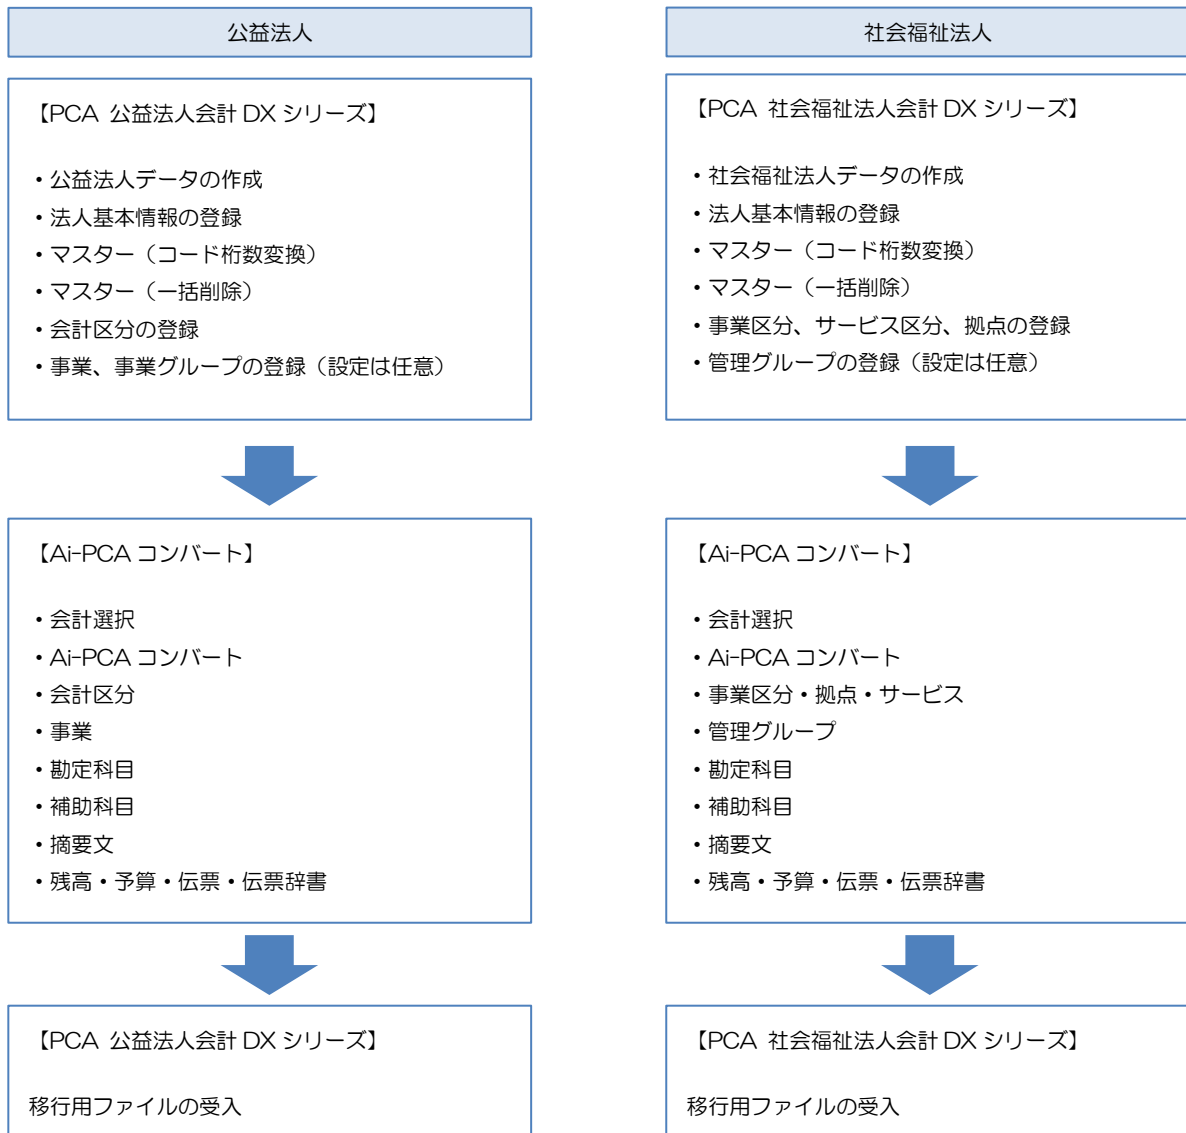 公益法人
【PCA 公益法人会計 DX シリーズ】
・公益法人データの作成
・法人基本情報の登録
・マスター（コード桁数変換）
・マスター（一括削除）
・会計区分の登録
・事業、事業グループの登録（設定は任意）
【Ai-PCA コンバート】
・会計選択
・Ai-PCA コンバート
・会計区分
・事業
・勘定科目
・補助科目
・摘要文
・残高・予算・伝票・伝票辞書
【PCA 公益法人会計 DX シリーズ】
移行用ファイルの受入
社会福祉法人
【PCA 社会福祉法人会計 DX シリーズ】
・社会福祉法人データの作成
・法人基本情報の登録
・マスター（コード桁数変換）
・マスター（一括削除）
・事業区分、サービス区分、拠点の登録
・管理グループの登録（設定は任意）
【Ai-PCA コンバート】
・会計選択
・Ai-PCA コンバート
・事業区分・拠点・サービス
・管理グループ
・勘定科目
・補助科目
・摘要文
・残高・予算・伝票・伝票辞書
【PCA 社会福祉法人会計 DX シリーズ】
移行用ファイルの受入